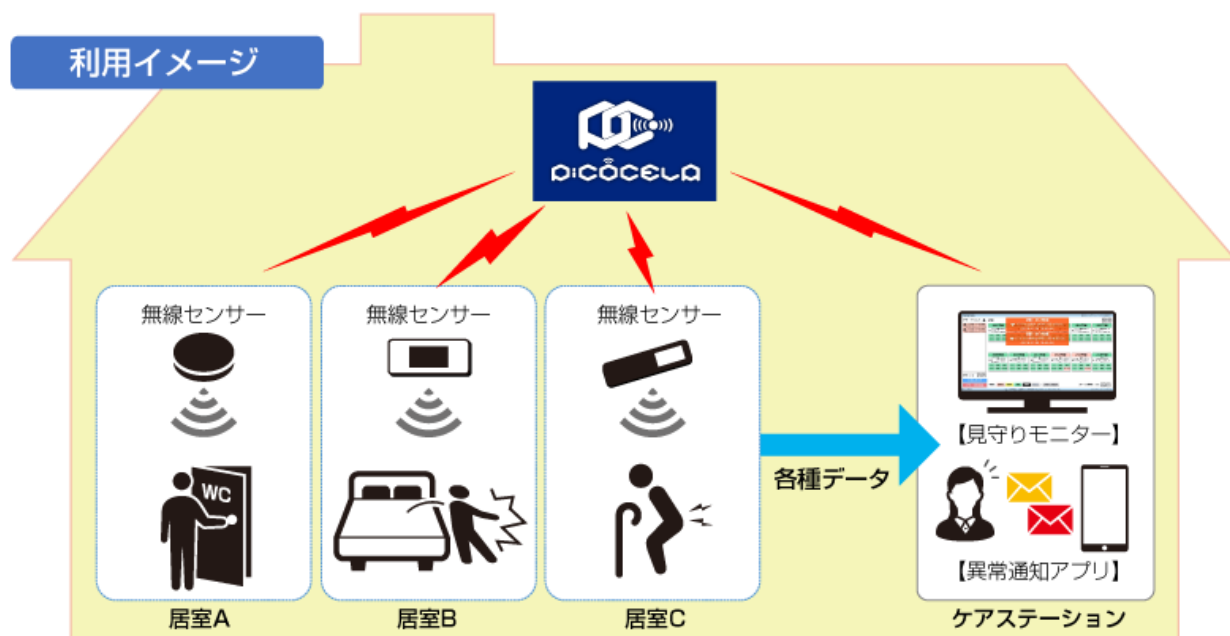 利用イメージ
PICOCELA
無線センサー
無線センサー
無線センサー
WC
【見守りモニター】
各種データ
【異常通知アプリ】
居室A
居室B
居室C
ケアステーション